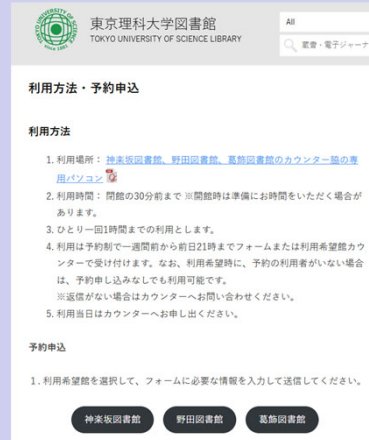 東京理科大学図書館
TOKYO UNIVERSITY OF SCIENCE LIBRARY
All
蔵書・電子ジャーナ
利用方法・予約申込
利用方法
1. 利用場所： 神楽坂図書館、野田図書館、葛飾図書館のカウンター脇の専
用パソコン
2. 利用時間： 閉館の30分前まで ※開館時は準備にお時間をいただく場合が
あります。
3. ひとり一回1時間までの利用とします。
4. 利用は予約制で一週間前から前日21時までフォームまたは利用希望館カウ
ンターで受け付けます。なお、利用希望時に、予約の利用者がいない場合
は、予約申し込みなしでも利用可能です。
※返信がない場合はカウンターへお問い合わせください。
5. 利用当日はカウンターへお申し出ください。
予約申込
1. 利用希望館を選択して、フォームに必要な情報を入力して送信してください。
神楽坂図書館 野田図書館 葛飾図書館